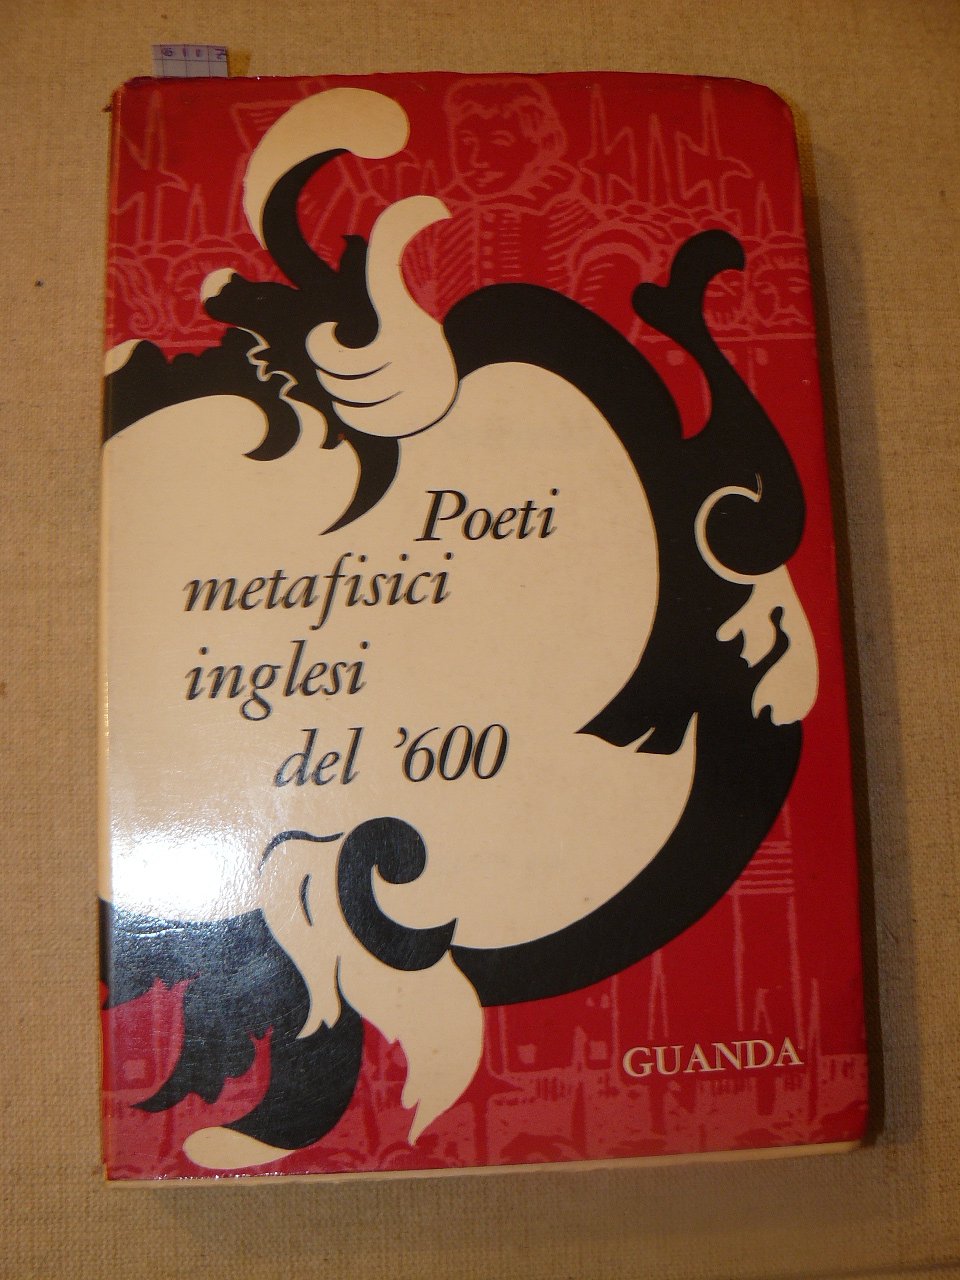 Poeti
metafisici
inglesi
del '600
GUANDA